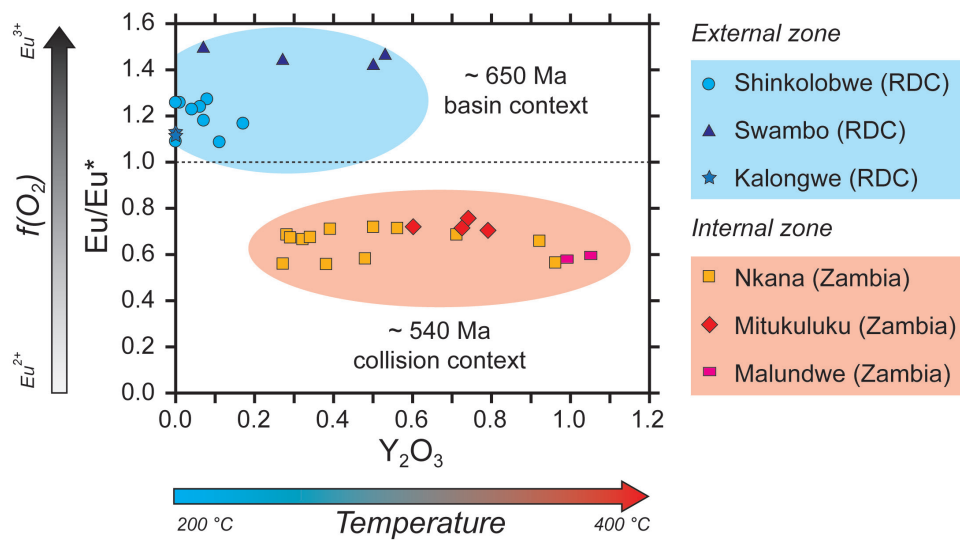 Eu³⁺
f(O₂)
Eu²⁺
Eu/Eu*
1.6
1.4
1.2
1.0
0.8
0.6
0.4
0.2
0.0
~ 650 Ma
basin context
~ 540 Ma
collision context
0.0 0.2 0.4 0.6 0.8 1.0 1.2
Y₂O₃
200 °C Temperature 400 °C
External zone
Shinkolobwe (RDC)
Swambo (RDC)
Kalongwe (RDC)
Internal zone
Nkana (Zambia)
Mitukuluku (Zambia)
Malundwe (Zambia)